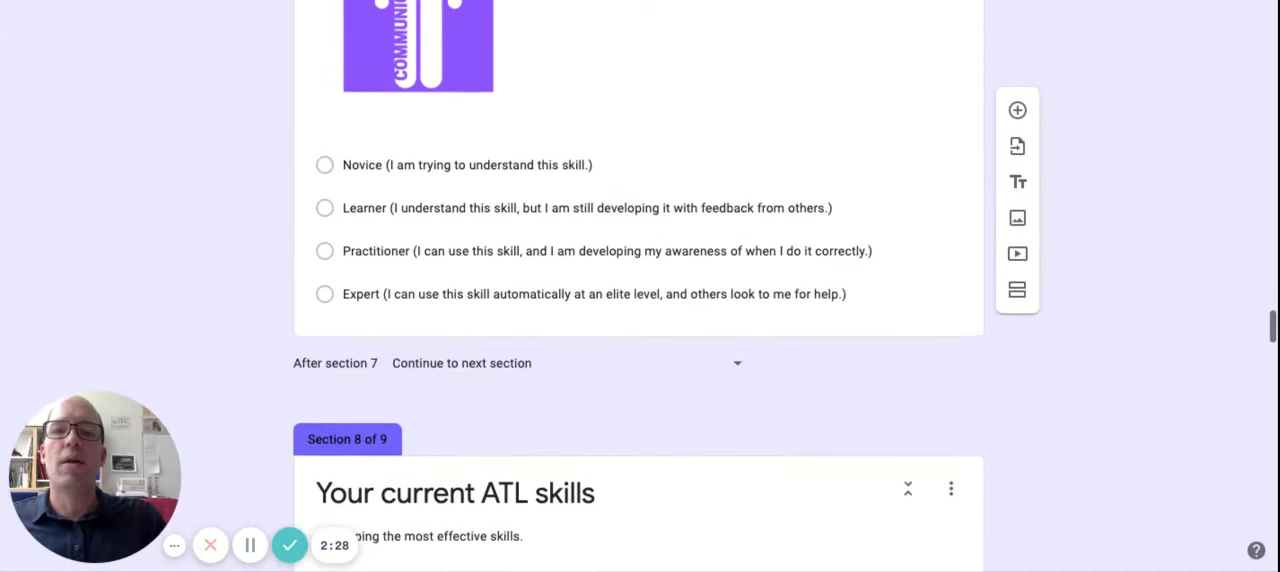 Novice (I am trying to understand this skill.)
Learner (I understand this skill, but I am still developing it with feedback from others.)
Practitioner (I can use this skill, and I am developing my awareness of when I do it correctly.)
Expert (I can use this skill automatically at an elite level, and others look to me for help.)
After section 7 Continue to next section
Section 8 of 9
Your current ATL skills
the most effective skills.
2:28